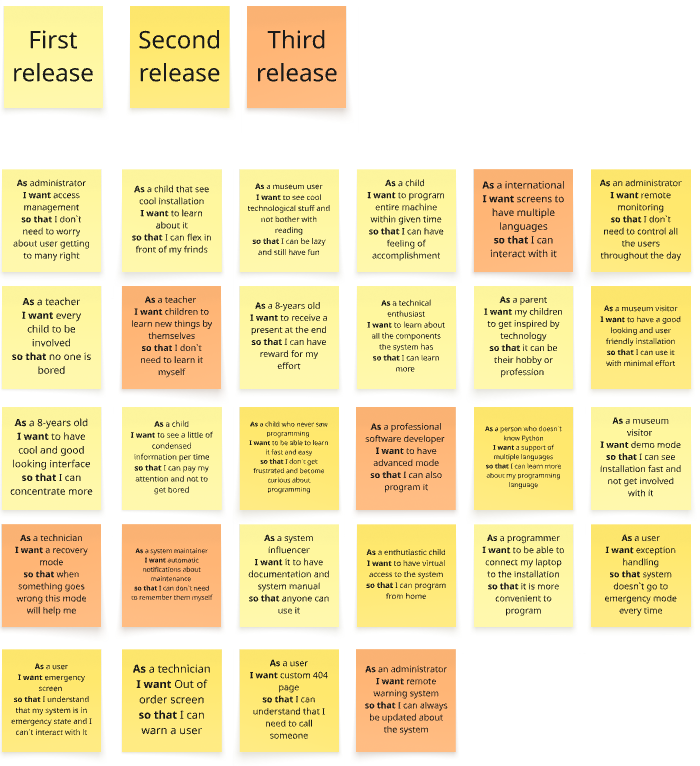 First
release
Second
release
Third
release
As administrator
I want access
management
so that I don`t
need to worry
about user getting
to many right
As a child that see
cool installation
I want to learn
about it
so that I can flex in
front of my frinds
As a museum user
I want to see cool
technological stuff and
not bother with
reading
so that I can be lazy
and still have fun
As a child
I want to program
entire machine
within given time
so that I can have
feeling of
accomplishment
As a international
I want screens to
have multiple
languages
so that I can
interact with it
As an administrator
I want remote
monitoring
so that I don`t
need to control all
the users
throughout the day
As a teacher
I want every
child to be
involved
so that no one is
bored
As a teacher
I want children to
learn new things by
themselves
so that I don`t
need to learn it
myself
As a 8-years old
I want to receive a
present at the end
so that I can have
reward for my
effort
As a technical
enthusiast
I want to learn about
all the components
the system has
so that I can learn
more
As a parent
I want my children
to get inspired by
technology
so that it can be
their hobby or
profession
As a museum visitor
I want to have a good
looking and user
friendly installation
so that I can use it
with minimal effort
As a 8-years old
I want to have
cool and good
looking interface
so that I can
concentrate more
As a child
I want to see a little of
condensed
information per time
so that I can pay my
attention and not to
get bored
As a child who never saw
programming
I want to be able to learn
it fast and easy
so that I don`t get
frustrated and become
curious about
programming
As a professional
software developer
I want to have
advanced mode
so that I can also
program it
As a person who doesn`t
know Python
I want a support of
multiple languages
so that I can learn more
about my programming
language
As a museum
visitor
I want demo mode
so that I can see
installation fast and
not get involved
with it
As a technician
I want a recovery
mode
so that when
something goes
wrong this mode
will help me
As a system maintainer
I want automatic
notifications about
maintenance
so that I can don`t need
to remember them myself
As a system
influencer
I want it to have
documentation and
system manual
so that anyone can
use it
As a enthutiastic child
I want to have virtual
access to the system
so that I can program
from home
As a programmer
I want to be able to
connect my laptop
to the installation
so that it is more
convenient to
program
As a user
I want exception
handling
so that system
doesn`t go to
emergency mode
every time
As a user
I want emergency
screen
so that I understand
that my system is in
emergency state and I
can`t interact with it
As a technician
I want Out of
order screen
so that I can
warn a user
As a user
I want custom 404
page
so that I can
understand that I
need to call
someone
As an administrator
I want remote
warning system
so that I can always
be updated about
the system